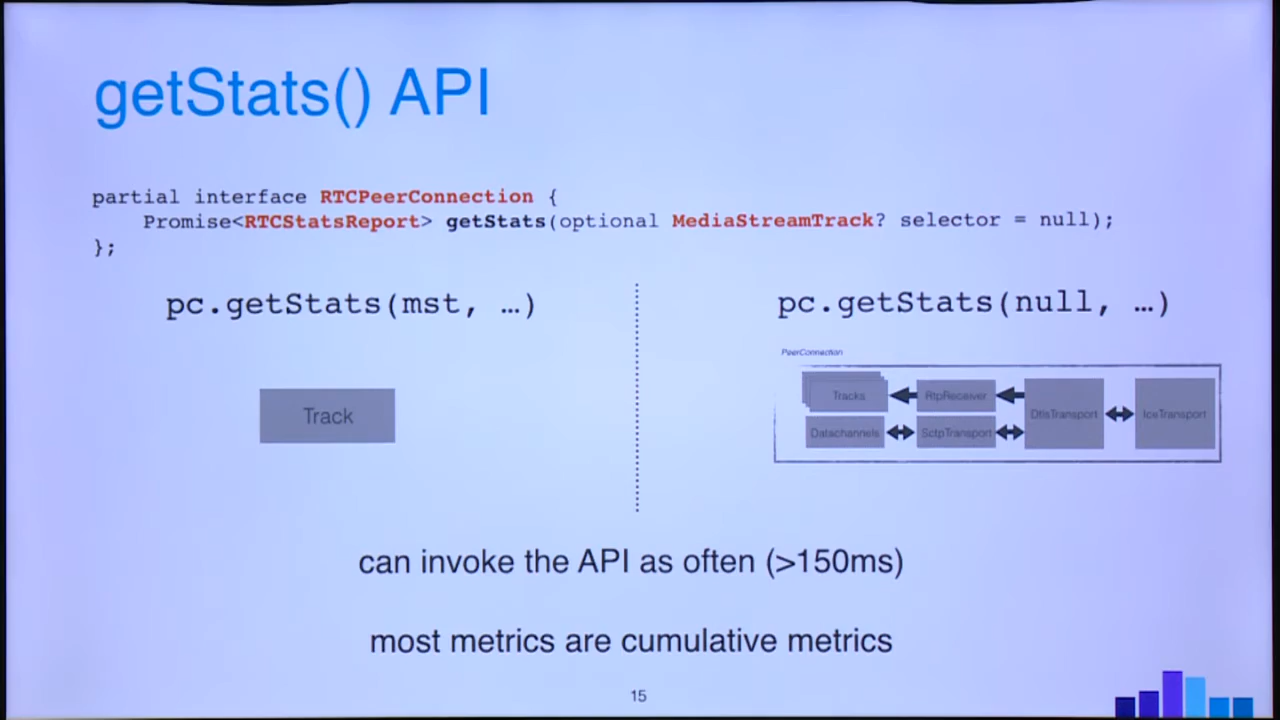 getStats() API
partial interface RTCPeerConnection {
Promise<RTCStatsReport> getStats(optional MediaStreamTrack? selector = null);
};
pc.getStats(mst, …)
pc.getStats(null, …)
PeerConnection
Track
Tracks
RtpReceiver
DtlsTransport
IceTransport
Datachannels
SctpTransport
can invoke the API as often (>150ms)
most metrics are cumulative metrics
15